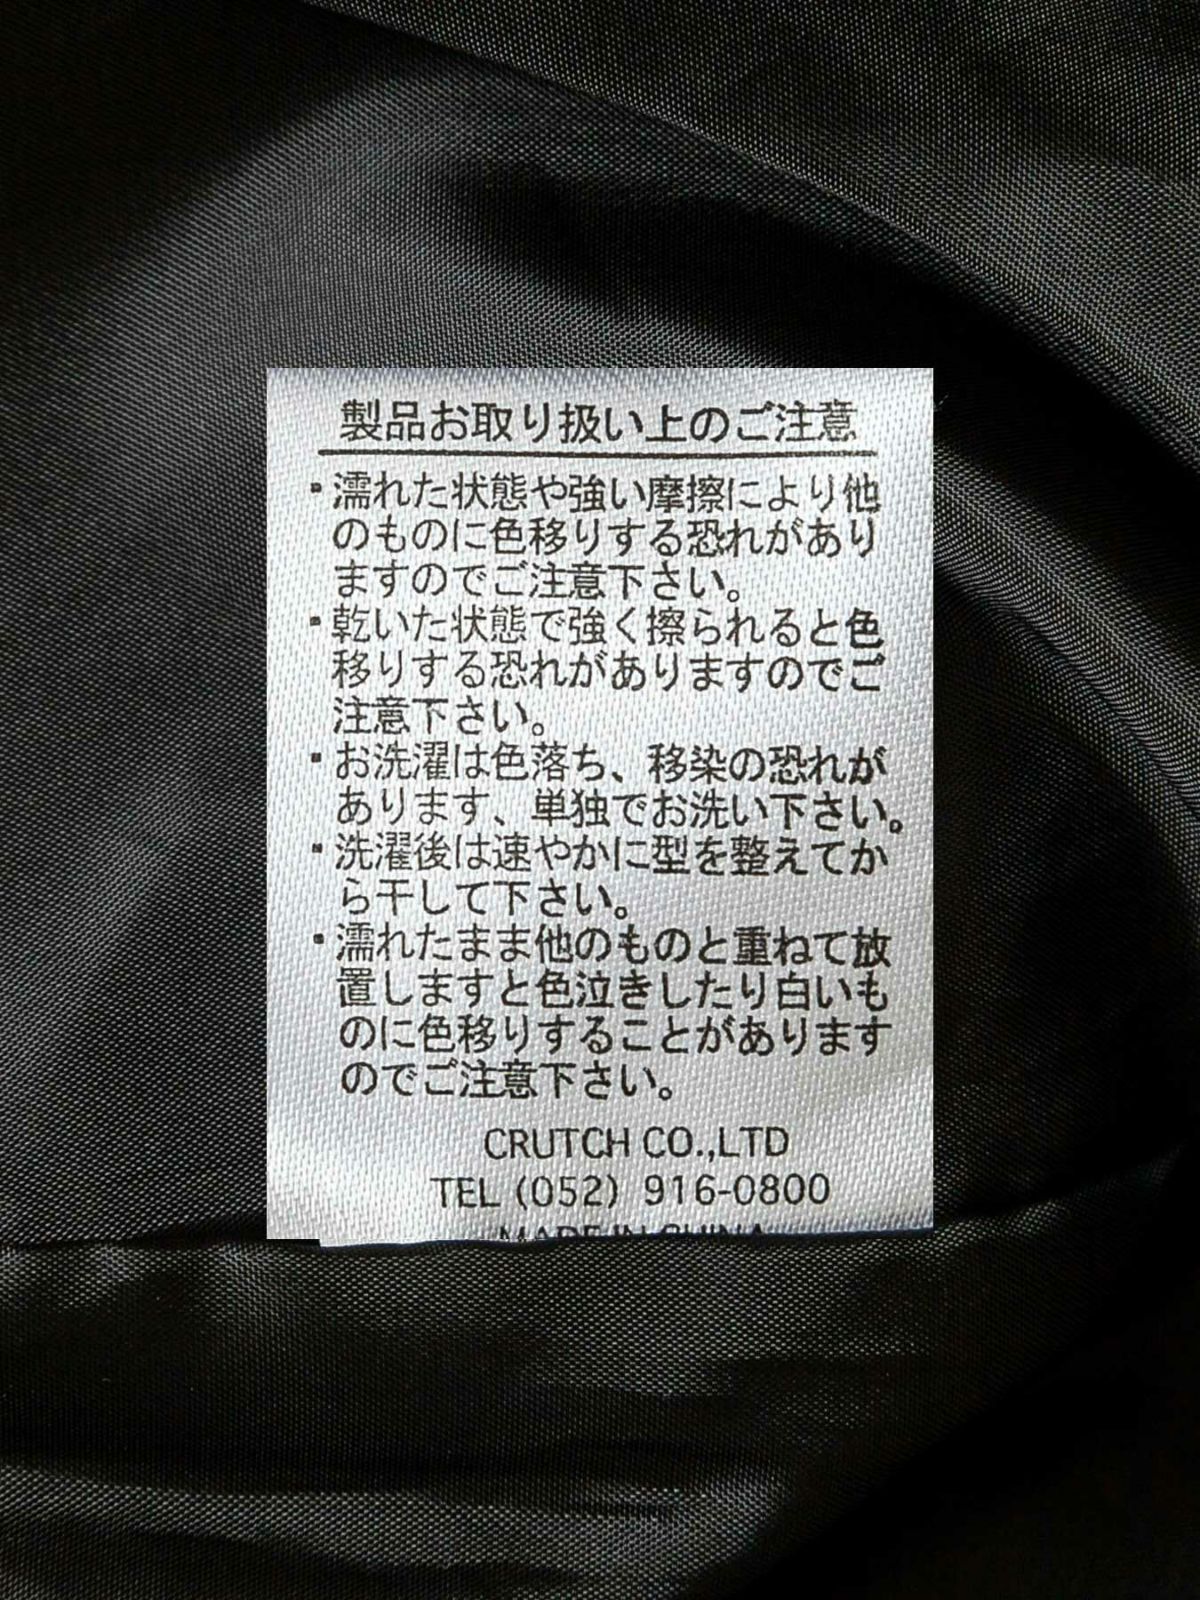 製品お取り扱い上のご注意
・濡れた状態や強い摩擦により他
のものに色移りする恐れがあり
ますのでご注意下さい。
・乾いた状態で強く擦られると色
移りする恐れがありますのでご
注意下さい。
・お洗濯は色落ち、移染の恐れが
あります、単独でお洗い下さい。
・洗濯後は速やかに型を整えてか
ら干して下さい。
・濡れたまま他のものと重ねて放
置しますと色泣きしたり白いも
のに色移りすることがあります
のでご注意下さい。
CRUTCH CO.,LTD
TEL (052) 916-0800
MADE IN CHINA